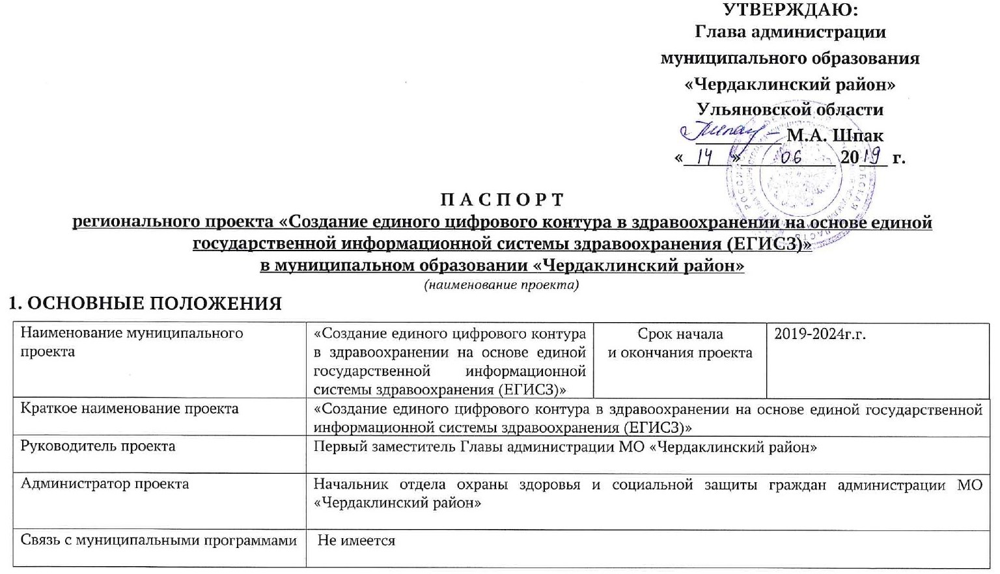 УТВЕРЖДАЮ:
Глава администрации
муниципального образования
«Чердаклинский район»
Ульяновской области
М.А. Шпак
« 14 » 06 2019 г.
П А С П О Р Т
регионального проекта «Создание единого цифрового контура в здравоохранении на основе единой
государственной информационной системы здравоохранения (ЕГИСЗ)»
в муниципальном образовании «Чердаклинский район»
(наименование проекта)
1. ОСНОВНЫЕ ПОЛОЖЕНИЯ
Наименование муниципального
проекта
«Создание единого цифрового контура
в здравоохранении на основе единой
государственной информационной
системы здравоохранения (ЕГИСЗ)»
Срок начала
и окончания проекта
2019-2024г.г.
Краткое наименование проекта
«Создание единого цифрового контура в здравоохранении на основе единой государственной
информационной системы здравоохранения (ЕГИСЗ)»
Руководитель проекта
Первый заместитель Главы администрации МО «Чердаклинский район»
Администратор проекта
Начальник отдела охраны здоровья и социальной защиты граждан администрации МО
«Чердаклинский район»
Связь с муниципальными программами
Не имеется